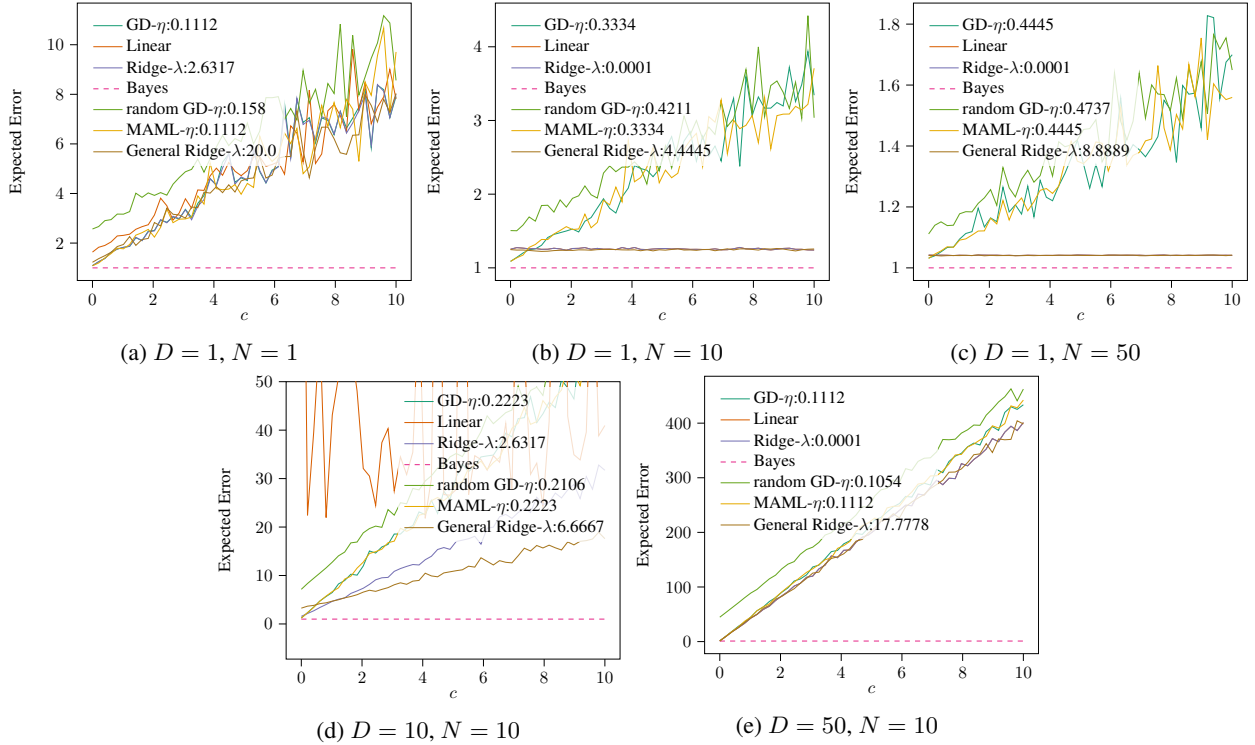 10
8
6
4
2
Expected Error
GD-η:0.1112
Linear
Ridge-λ:2.6317
Bayes
random GD-η:0.158
MAML-η:0.1112
General Ridge-λ:20.0
0 2 4 6 8 10
c
(a) D = 1, N = 1
4
3
2
1
Expected Error
GD-η:0.3334
Linear
Ridge-λ:0.0001
Bayes
random GD-η:0.4211
MAML-η:0.3334
General Ridge-λ:4.4445
0 2 4 6 8 10
c
(b) D = 1, N = 10
1.8
1.6
1.4
1.2
1
Expected Error
GD-η:0.4445
Linear
Ridge-λ:0.0001
Bayes
random GD-η:0.4737
MAML-η:0.4445
General Ridge-λ:8.8889
0 2 4 6 8 10
c
(c) D = 1, N = 50
50
40
30
20
10
0
Expected Error
GD-η:0.2223
Linear
Ridge-λ:2.6317
Bayes
random GD-η:0.2106
MAML-η:0.2223
General Ridge-λ:6.6667
0 2 4 6 8 10
c
(d) D = 10, N = 10
400
300
200
100
0
Expected Error
GD-η:0.1112
Linear
Ridge-λ:0.0001
Bayes
random GD-η:0.1054
MAML-η:0.1112
General Ridge-λ:17.7778
0 2 4 6 8 10
c
(e) D = 50, N = 10